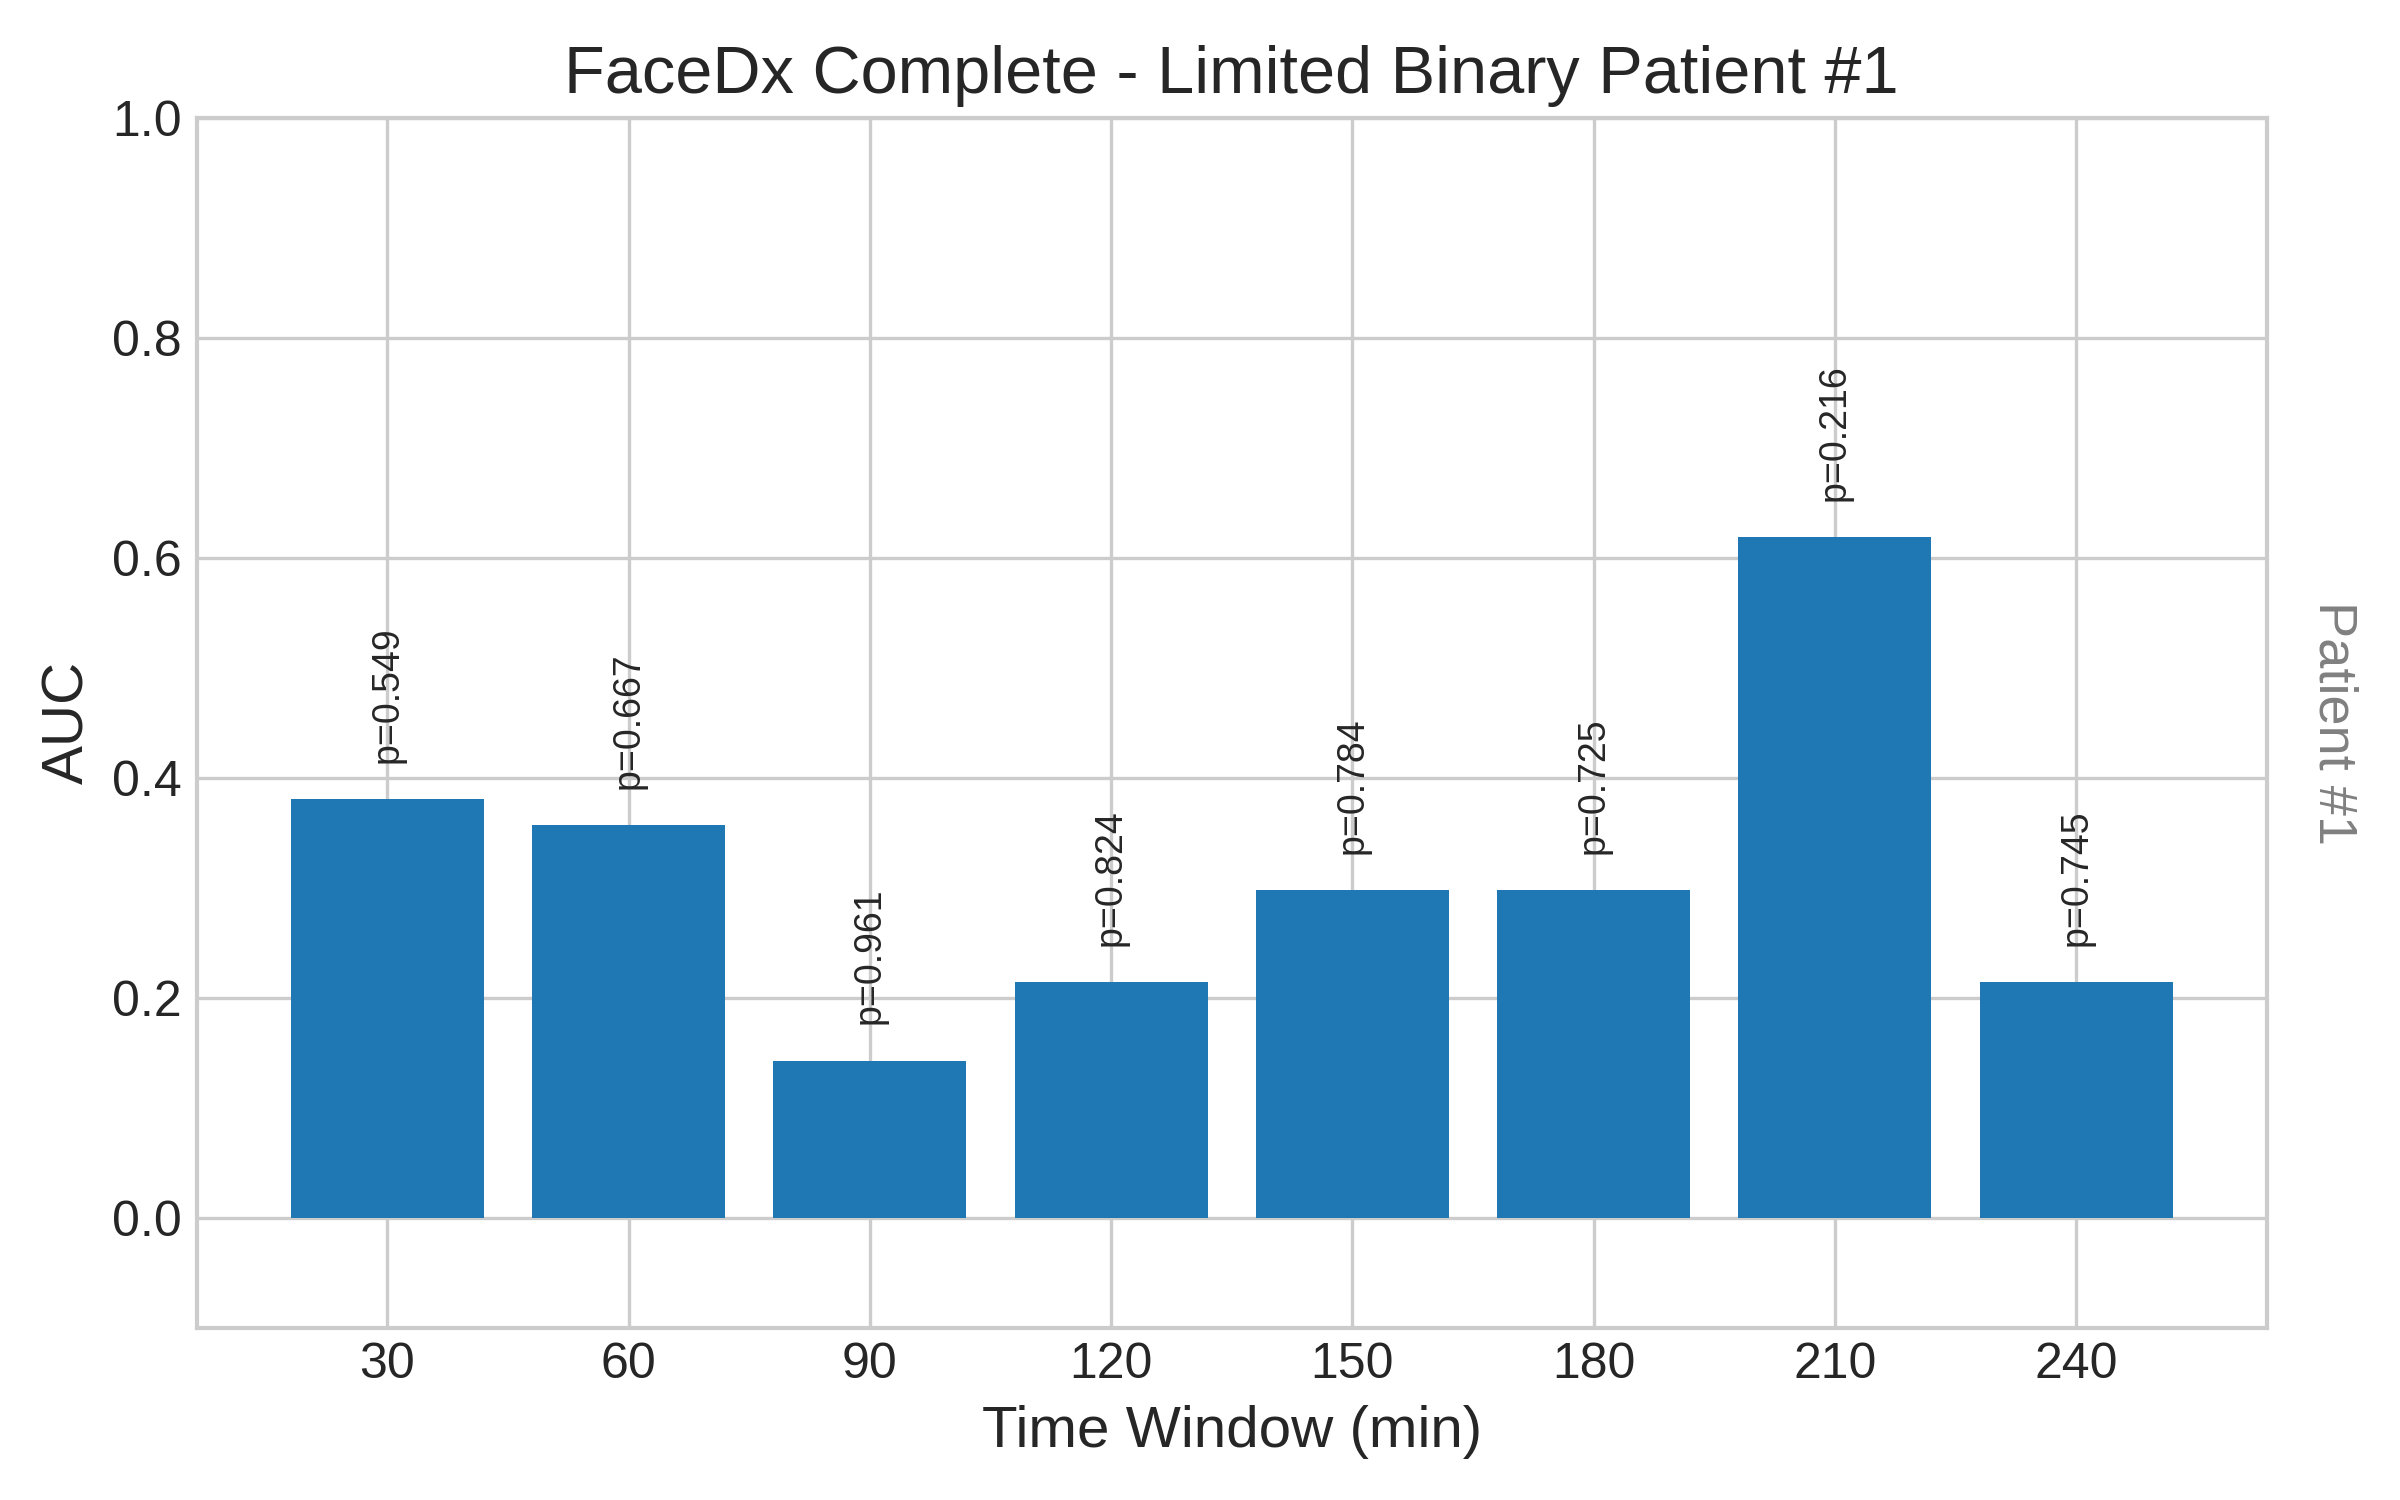 FaceDx Complete - Limited Binary Patient #1
1.0
0.8
0.6
0.4
0.2
0.0
AUC
p=0.549
p=0.667
p=0.961
p=0.824
p=0.784
p=0.725
p=0.216
p=0.745
30
60
90
120
150
180
210
240
Time Window (min)
Patient #1